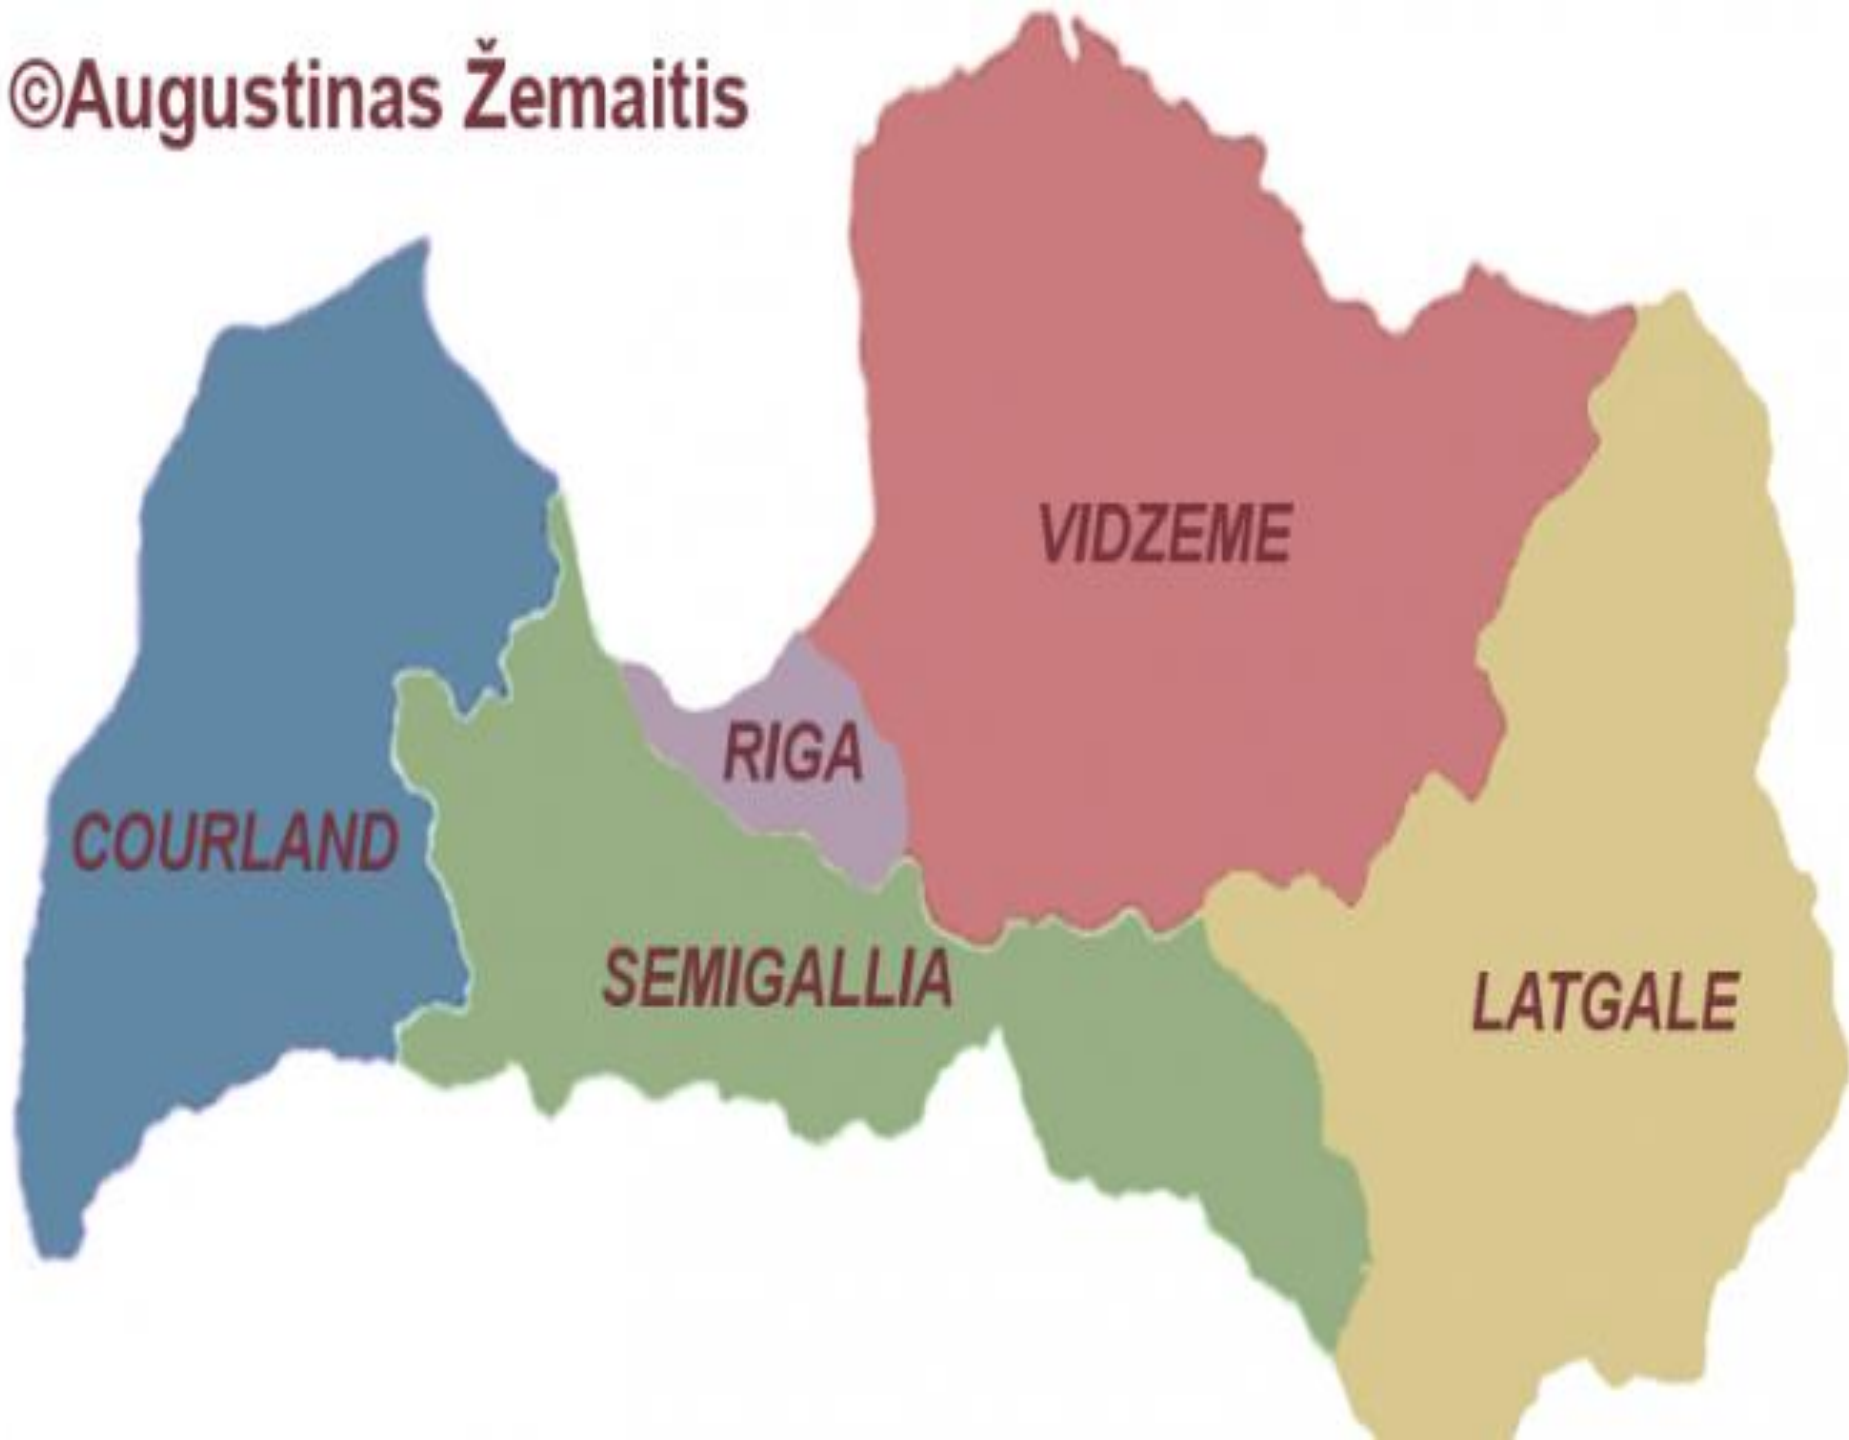 ©Augustinas Žemaitis
VIDZEME
RIGA
COURLAND
SEMIGALLIA
LATGALE